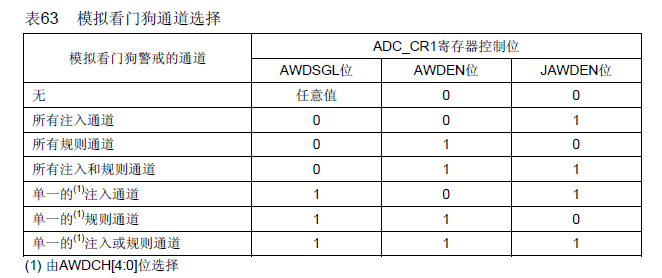 表63 模拟看门狗通道选择
模拟看门狗警戒的通道 ADC_CR1寄存器控制位
AWDSGL位 AWDEN位 JAWDEN位
无 任意值 0 0
所有注入通道 0 0 1
所有规则通道 0 1 0
所有注入和规则通道 0 1 1
单一的(1)注入通道 1 0 1
单一的(1)规则通道 1 1 0
单一的(1)注入或规则通道 1 1 1
(1) 由AWDCH[4:0]位选择